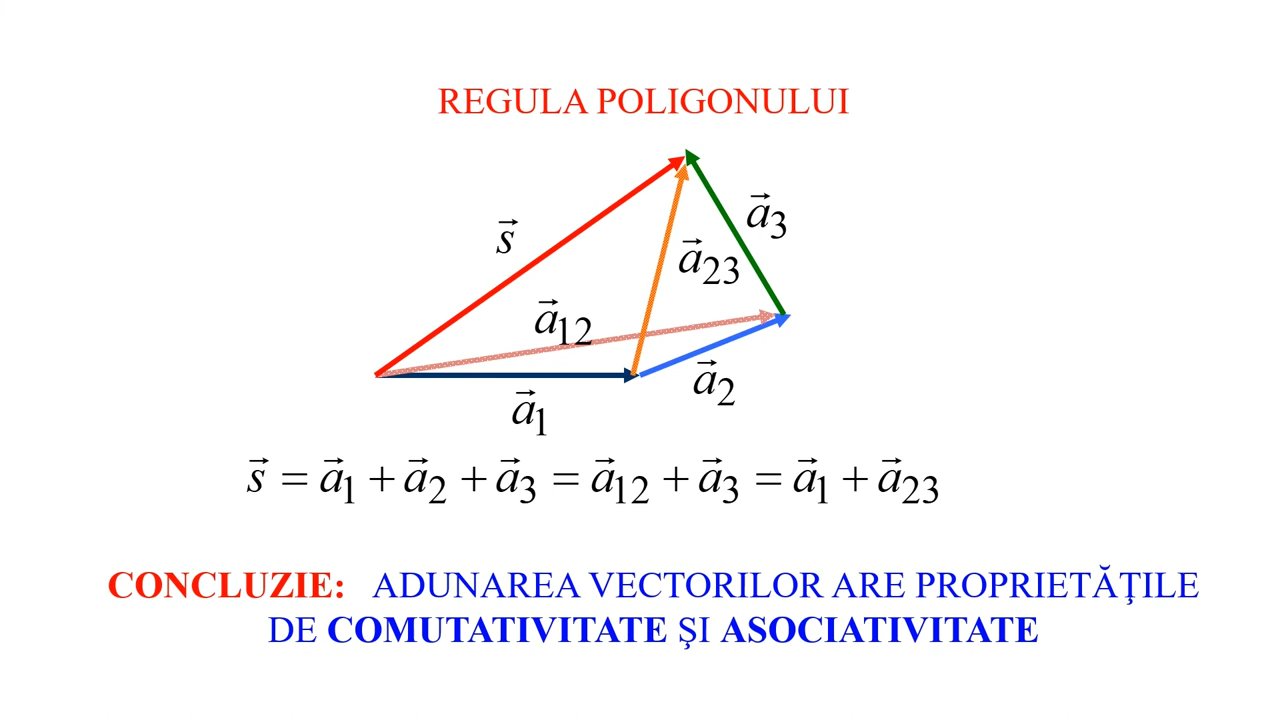 REGULA POLIGONULUI
s⃗
a⃗3
a⃗23
a⃗12
a⃗2
a⃗1
s⃗ = a⃗1 + a⃗2 + a⃗3 = a⃗12 + a⃗3 = a⃗1 + a⃗23
CONCLUZIE: ADUNAREA VECTORILOR ARE PROPRIETĂŢILE
DE COMUTATIVITATE ŞI ASOCIATIVITATE